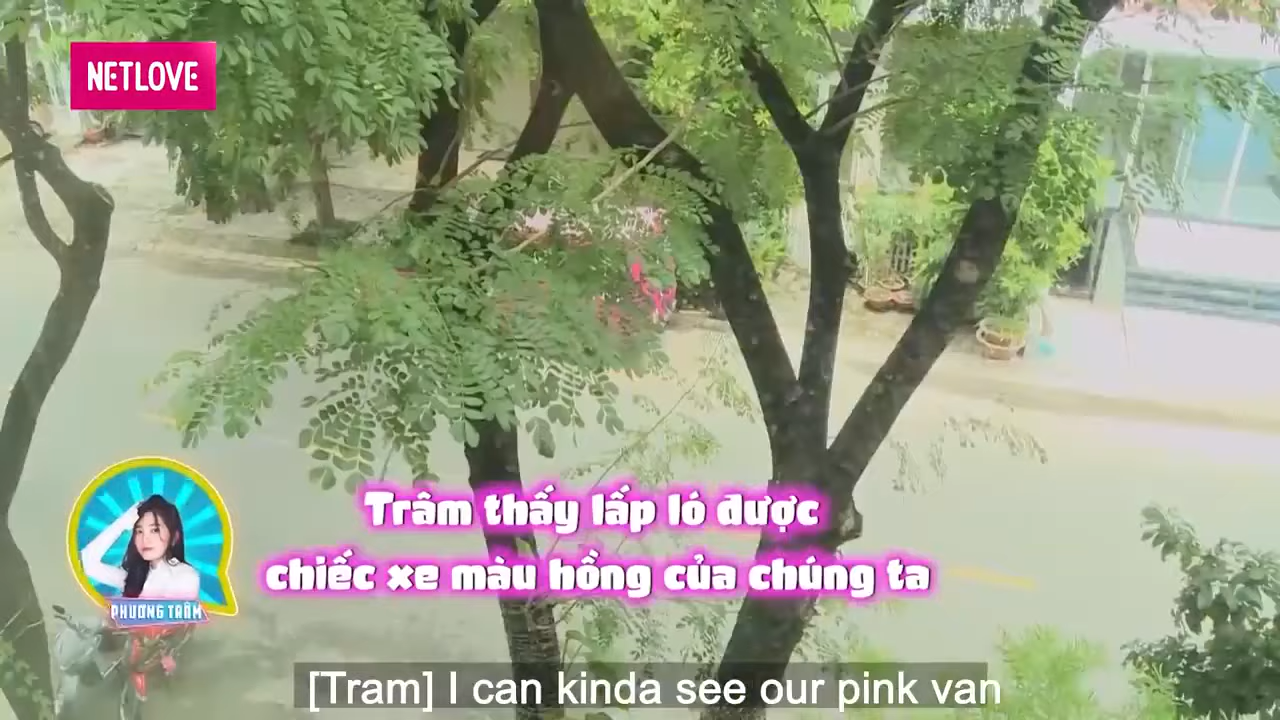 NETLOVE
Trâm thấy lấp ló được
chiếc xe màu hồng của chúng ta
PHƯƠNG TRÂM
[Tram] I can kinda see our pink van